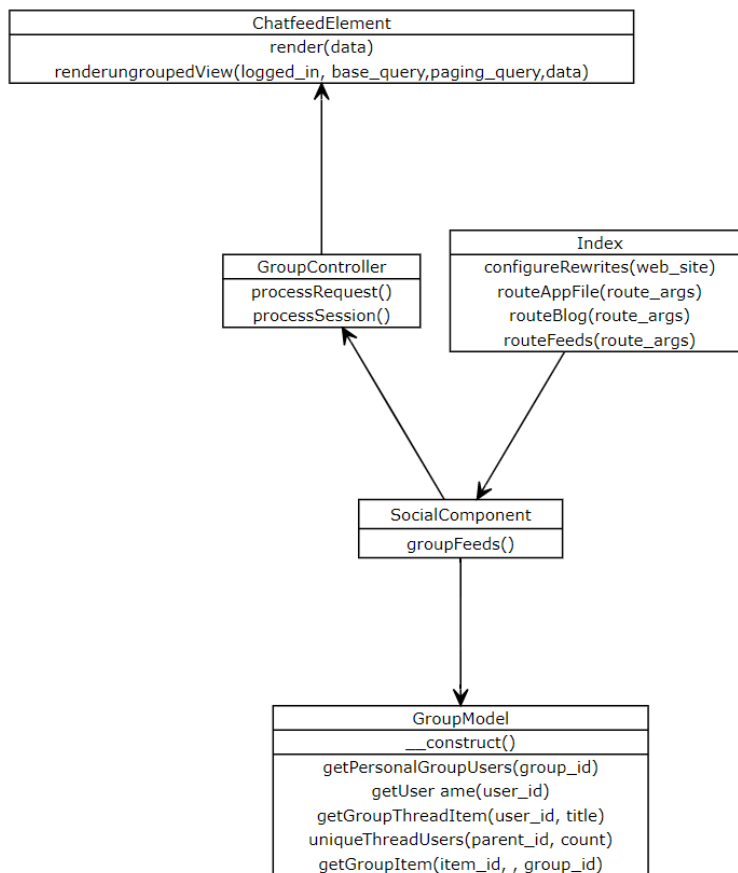 ChatfeedElement
render(data)
renderungroupedView(logged_in, base_query,paging_query,data)
GroupController
processRequest()
processSession()
Index
configureRewrites(web_site)
routeAppFile(route_args)
routeBlog(route_args)
routeFeeds(route_args)
SocialComponent
groupFeeds()
GroupModel
__construct()
getPersonalGroupUsers(group_id)
getUser ame(user_id)
getGroupThreadItem(user_id, title)
uniqueThreadUsers(parent_id, count)
getGroupItem(item_id, , group_id)